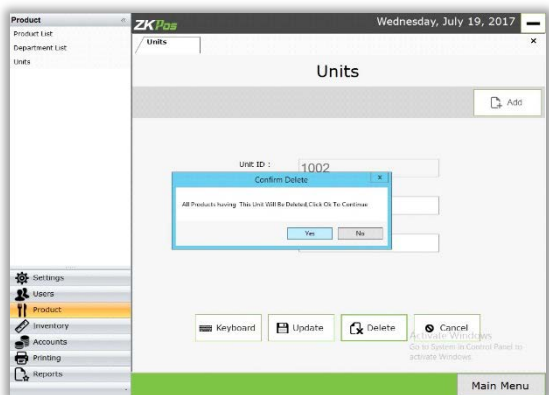 Product
Product List
Department List
Units
Settings
Users
Product
Inventory
Accounts
Printing
Reports
ZKPos
Wednesday, July 19, 2017
Units
Units
Add
Unit ID :
1002
Confirm Delete
All Products having This Unit Will Be Deleted,Click Ok To Continue
Yes
No
Keyboard
Update
Delete
Cancel
Activate Windows
Go to System in Control Panel to
activate Windows.
Main Menu